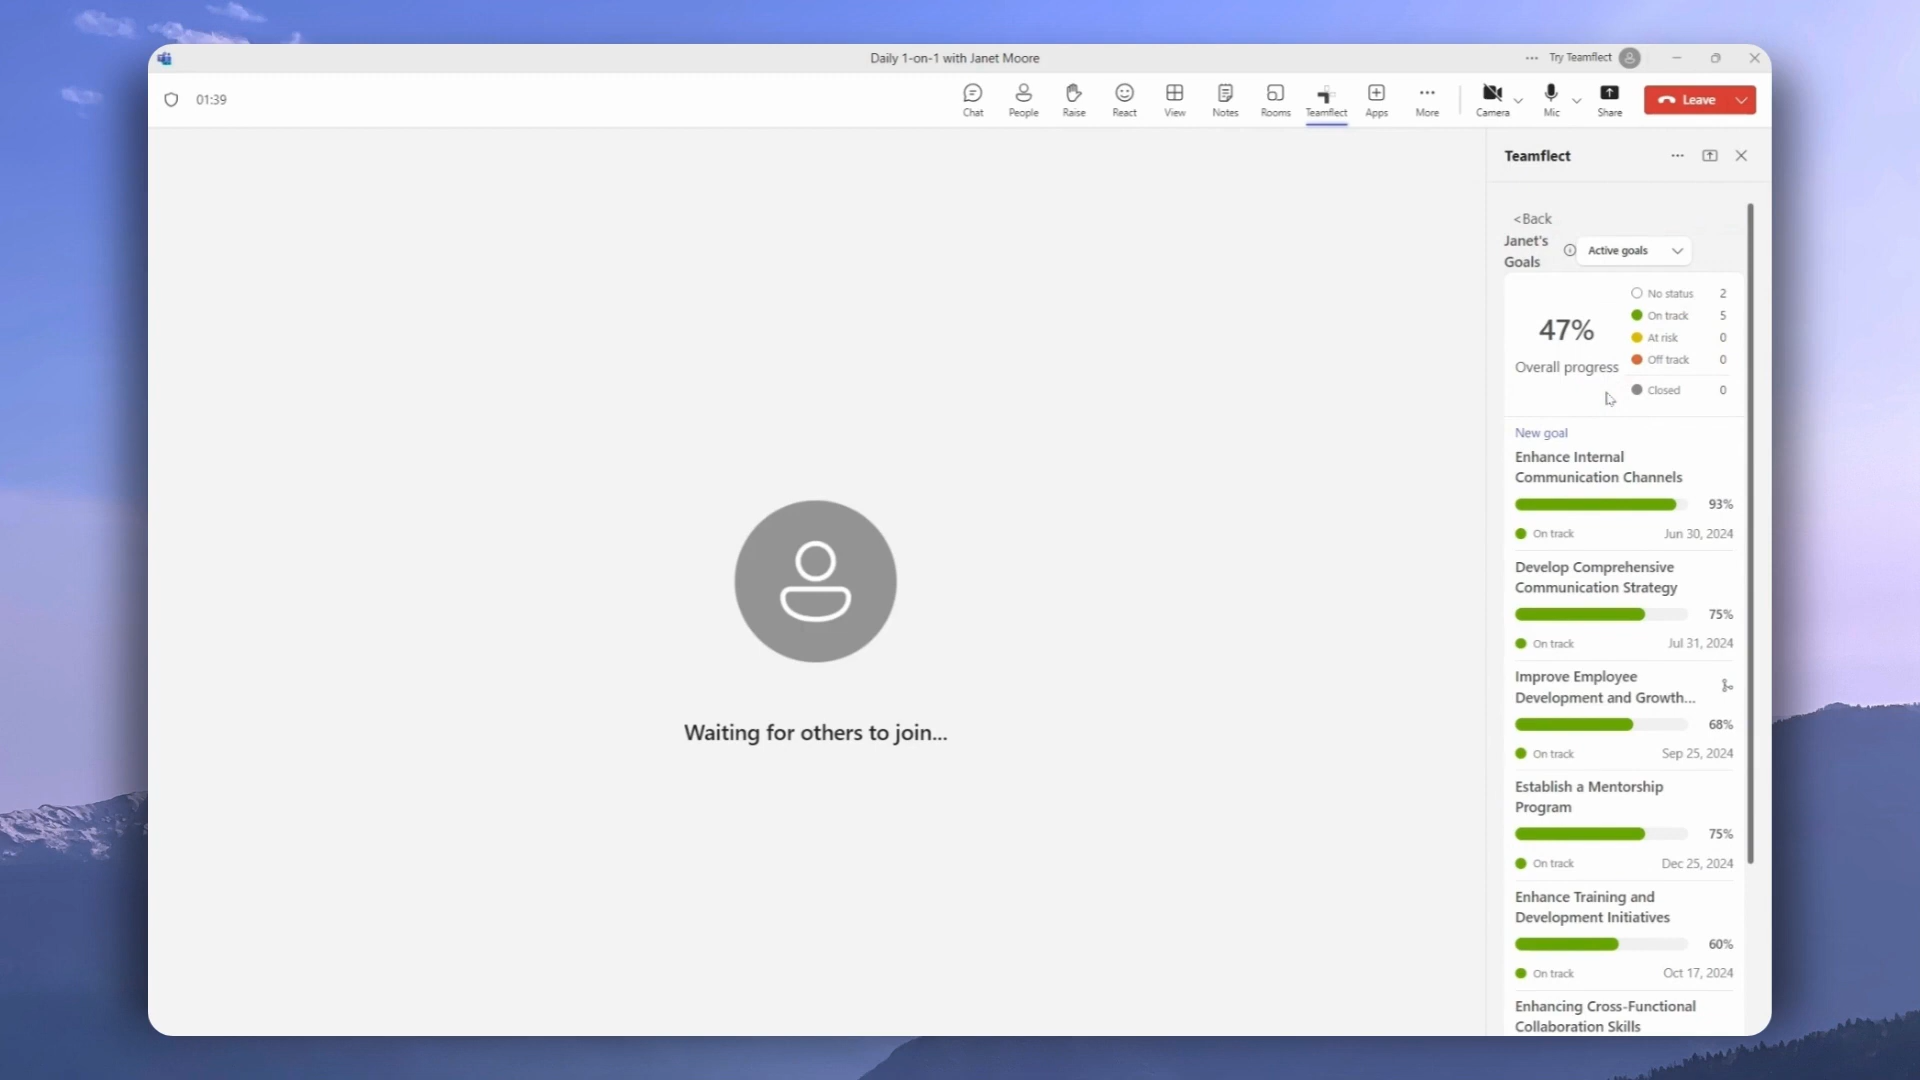 Daily 1-on-1 with Janet Moore
Try Teamflect
01:39
Chat
People
Raise
React
View
Notes
Rooms
Teamflect
Apps
More
Camera
Mic
Share
Leave
Teamflect
<Back
Janet's
Goals
Active goals
47%
Overall progress
No status 2
On track 5
At risk 0
Off track 0
Closed 0
New goal
Enhance Internal
Communication Channels
93%
On track Jun 30, 2024
Develop Comprehensive
Communication Strategy
75%
On track Jul 31, 2024
Improve Employee
Development and Growth...
68%
On track Sep 25, 2024
Establish a Mentorship
Program
75%
On track Dec 25, 2024
Enhance Training and
Development Initiatives
60%
On track Oct 17, 2024
Enhancing Cross-Functional
Collaboration Skills
Waiting for others to join...